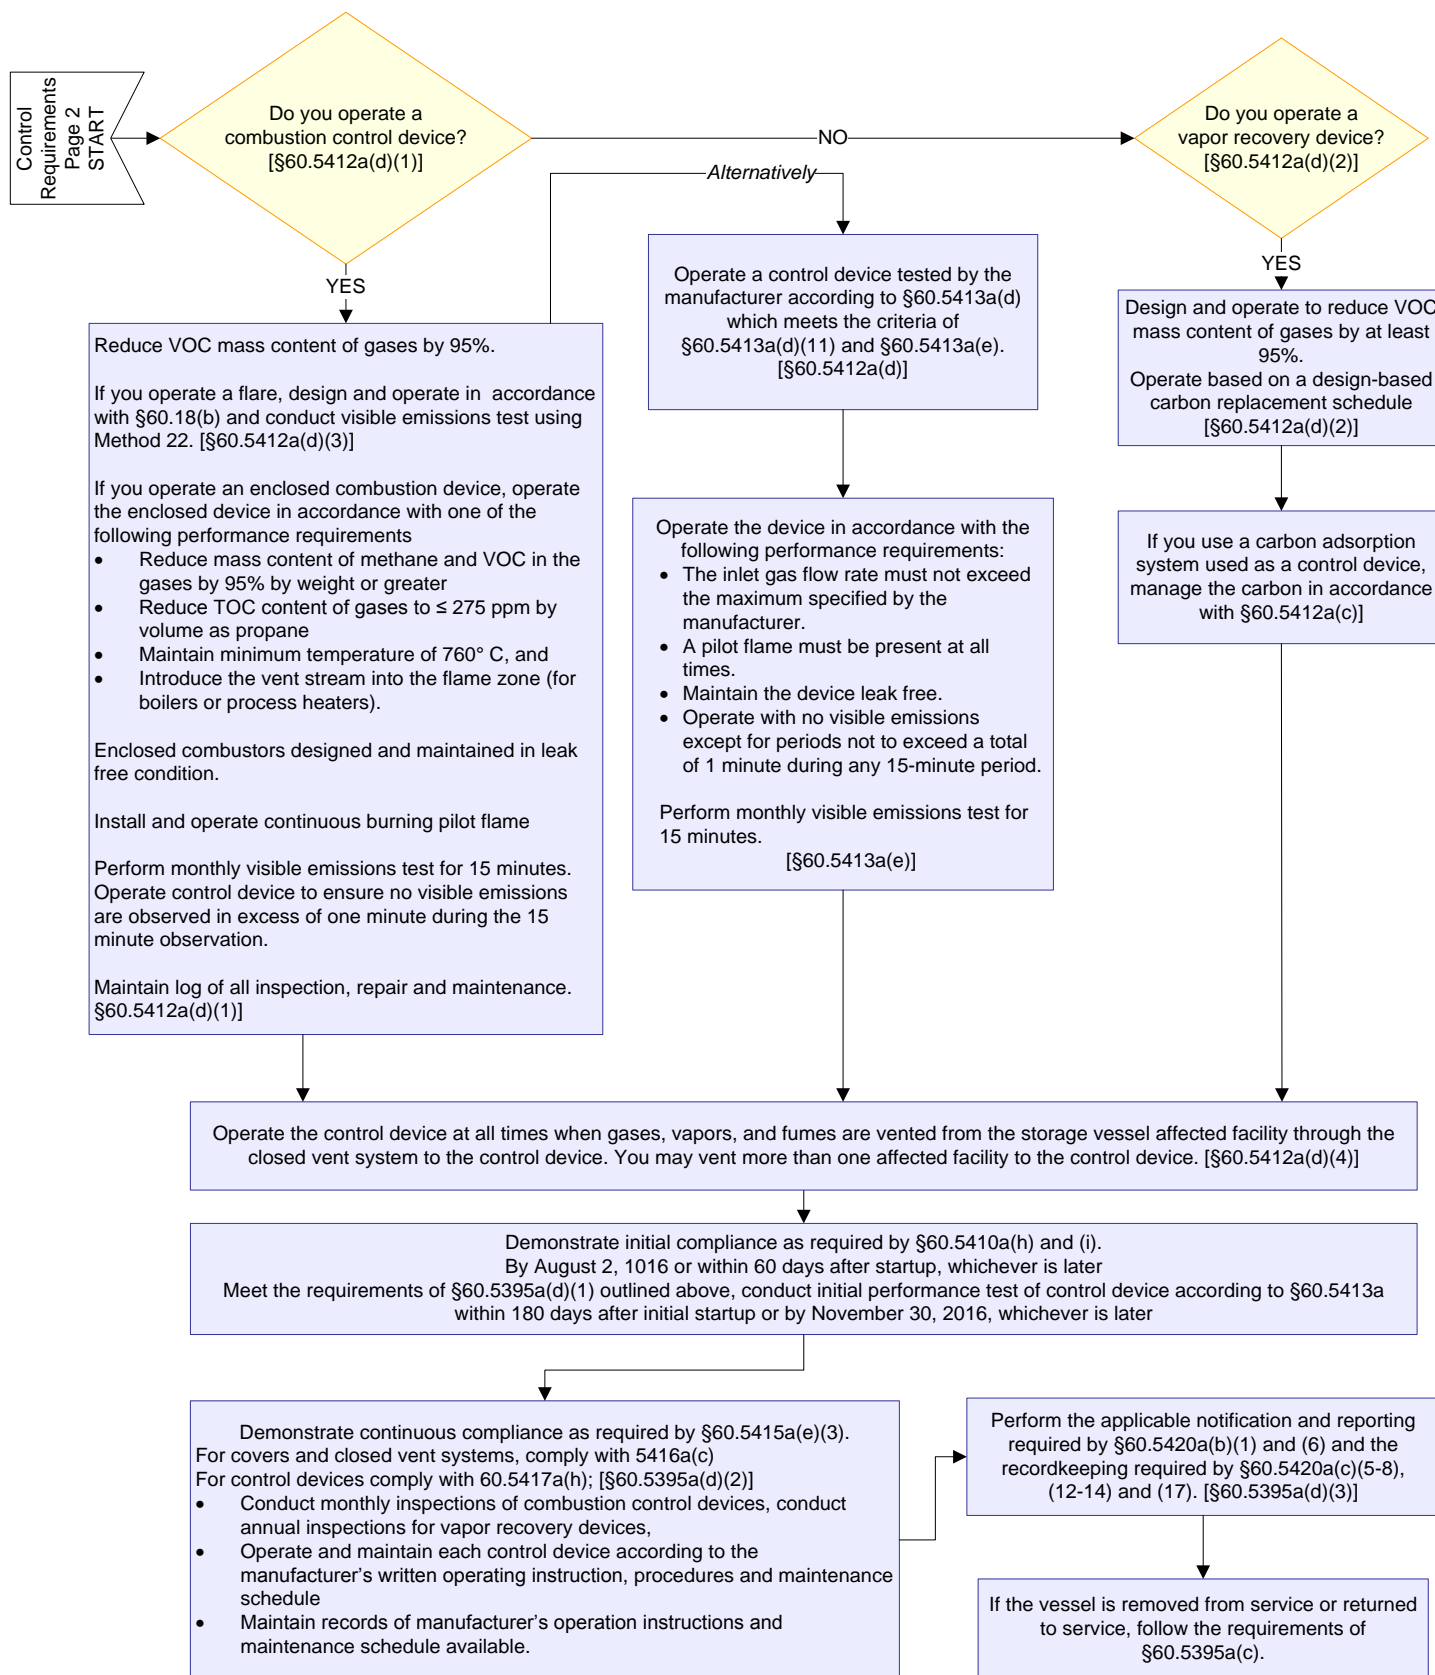 Control
Requirements
Page 2
START
Do you operate a
combustion control device?
[§60.5412a(d)(1)]
NO
Do you operate a
vapor recovery device?
[§60.5412a(d)(2)]
Alternatively
YES
YES
Reduce VOC mass content of gases by 95%.
If you operate a flare, design and operate in accordance
with §60.18(b) and conduct visible emissions test using
Method 22. [§60.5412a(d)(3)]
If you operate an enclosed combustion device, operate
the enclosed device in accordance with one of the
following performance requirements
• Reduce mass content of methane and VOC in the
gases by 95% by weight or greater
• Reduce TOC content of gases to ≤ 275 ppm by
volume as propane
• Maintain minimum temperature of 760° C, and
• Introduce the vent stream into the flame zone (for
boilers or process heaters).
Enclosed combustors designed and maintained in leak
free condition.
Install and operate continuous burning pilot flame
Perform monthly visible emissions test for 15 minutes.
Operate control device to ensure no visible emissions
are observed in excess of one minute during the 15
minute observation.
Maintain log of all inspection, repair and maintenance.
§60.5412a(d)(1)]
Operate a control device tested by the
manufacturer according to §60.5413a(d)
which meets the criteria of
§60.5413a(d)(11) and §60.5413a(e).
[§60.5412a(d)]
Operate the device in accordance with the
following performance requirements:
• The inlet gas flow rate must not exceed
the maximum specified by the
manufacturer.
• A pilot flame must be present at all
times.
• Maintain the device leak free.
• Operate with no visible emissions
except for periods not to exceed a total
of 1 minute during any 15-minute period.
Perform monthly visible emissions test for
15 minutes.
[§60.5413a(e)]
Design and operate to reduce VOC
mass content of gases by at least
95%.
Operate based on a design-based
carbon replacement schedule
[§60.5412a(d)(2)]
If you use a carbon adsorption
system used as a control device,
manage the carbon in accordance
with §60.5412a(c)]
Operate the control device at all times when gases, vapors, and fumes are vented from the storage vessel affected facility through the
closed vent system to the control device. You may vent more than one affected facility to the control device. [§60.5412a(d)(4)]
Demonstrate initial compliance as required by §60.5410a(h) and (i).
By August 2, 1016 or within 60 days after startup, whichever is later
Meet the requirements of §60.5395a(d)(1) outlined above, conduct initial performance test of control device according to §60.5413a
within 180 days after initial startup or by November 30, 2016, whichever is later
Demonstrate continuous compliance as required by §60.5415a(e)(3).
For covers and closed vent systems, comply with 5416a(c)
For control devices comply with 60.5417a(h); [§60.5395a(d)(2)]
• Conduct monthly inspections of combustion control devices, conduct
annual inspections for vapor recovery devices,
• Operate and maintain each control device according to the
manufacturer's written operating instruction, procedures and maintenance
schedule
• Maintain records of manufacturer's operation instructions and
maintenance schedule available.
Perform the applicable notification and reporting
required by §60.5420a(b)(1) and (6) and the
recordkeeping required by §60.5420a(c)(5-8),
(12-14) and (17). [§60.5395a(d)(3)]
If the vessel is removed from service or returned
to service, follow the requirements of
§60.5395a(c).